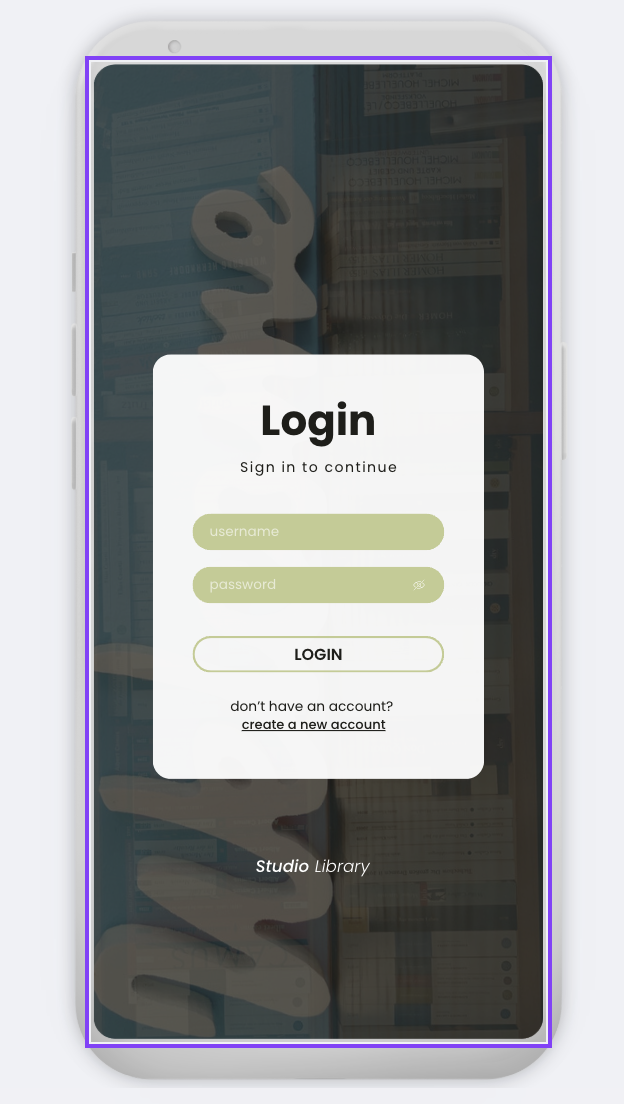 Login
Sign in to continue
username
password
LOGIN
don't have an account?
create a new account
Studio Library